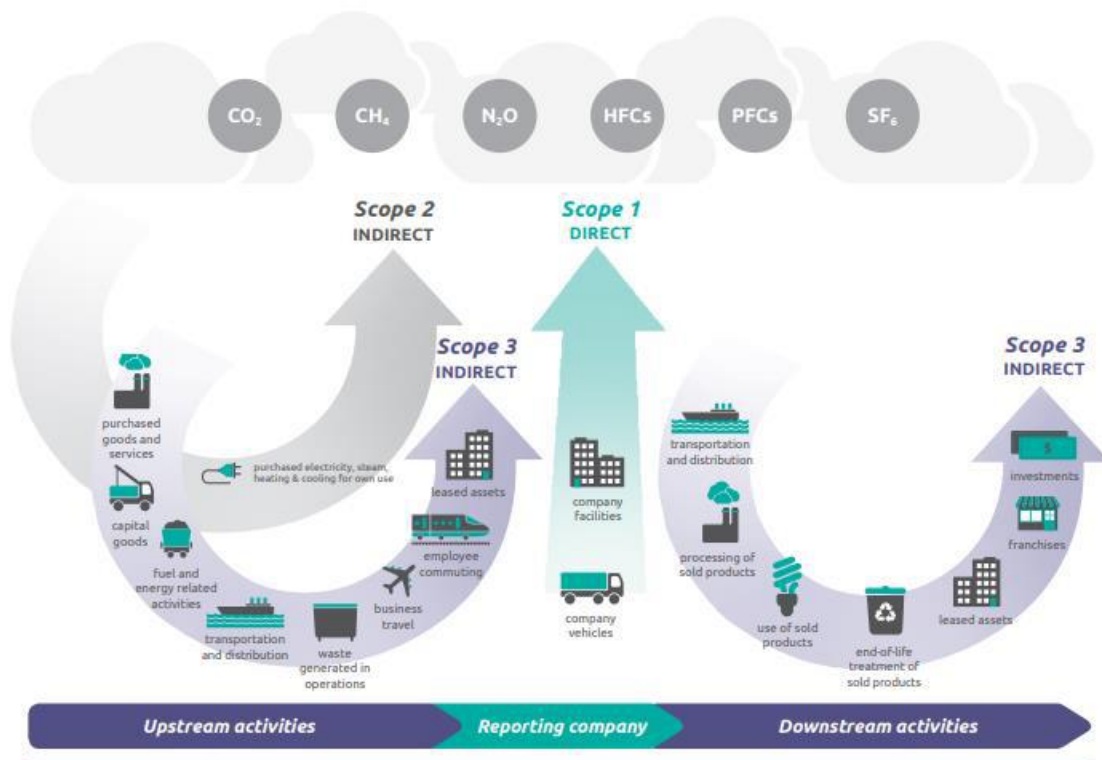 CO₂
CH₄
N₂O
HFCs
PFCs
SF₆
Scope 2
INDIRECT
Scope 1
DIRECT
Scope 3
INDIRECT
Scope 3
INDIRECT
purchased
goods and
services
capital
goods
fuel and
energy related
activities
transportation
and distribution
waste
generated in
operations
business
travel
employee
commuting
leased assets
purchased electricity, steam,
heating & cooling for own use
company
facilities
company
vehicles
transportation
and distribution
processing of
sold products
use of sold
products
end-of-life
treatment of
sold products
leased assets
franchises
$
investments
Upstream activities
Reporting company
Downstream activities